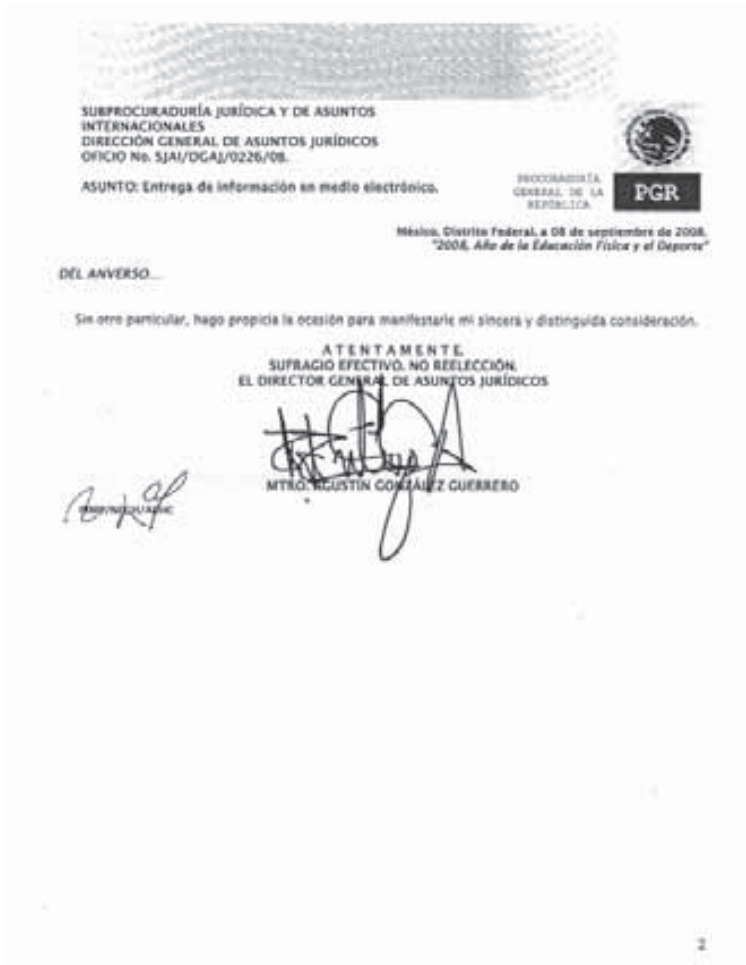 SUBPROCURADURÍA JURÍDICA Y DE ASUNTOS
INTERNACIONALES
DIRECCIÓN GENERAL DE ASUNTOS JURÍDICOS
OFICIO No. SJAI/DGAJ/0226/08.
ASUNTO: Entrega de información en medio electrónico.
PROCURADURÍA
GENERAL DE LA
REPÚBLICA
PGR
México, Distrito Federal, a 08 de septiembre de 2008.
"2008, Año de la Educación Física y el Deporte"
DEL ANVERSO...
Sin otro particular, hago propicia la ocasión para manifestarle mi sincera y distinguida consideración.
A T E N T A M E N T E.
SUFRAGIO EFECTIVO. NO REELECCIÓN.
EL DIRECTOR GENERAL DE ASUNTOS JURÍDICOS
MTRO. AGUSTÍN GONZÁLEZ GUERRERO
2